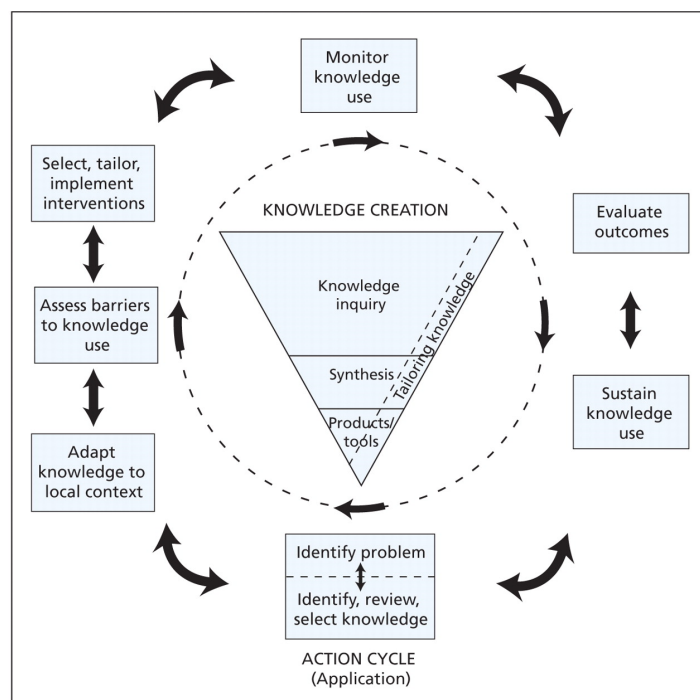 Monitor
knowledge
use
Select, tailor,
implement
interventions
Evaluate
outcomes
KNOWLEDGE CREATION
Knowledge
inquiry
Tailoring knowledge
Assess barriers
to knowledge
use
Synthesis
Sustain
knowledge
use
Products/
tools
Adapt
knowledge to
local context
Identify problem
Identify, review,
select knowledge
ACTION CYCLE
(Application)